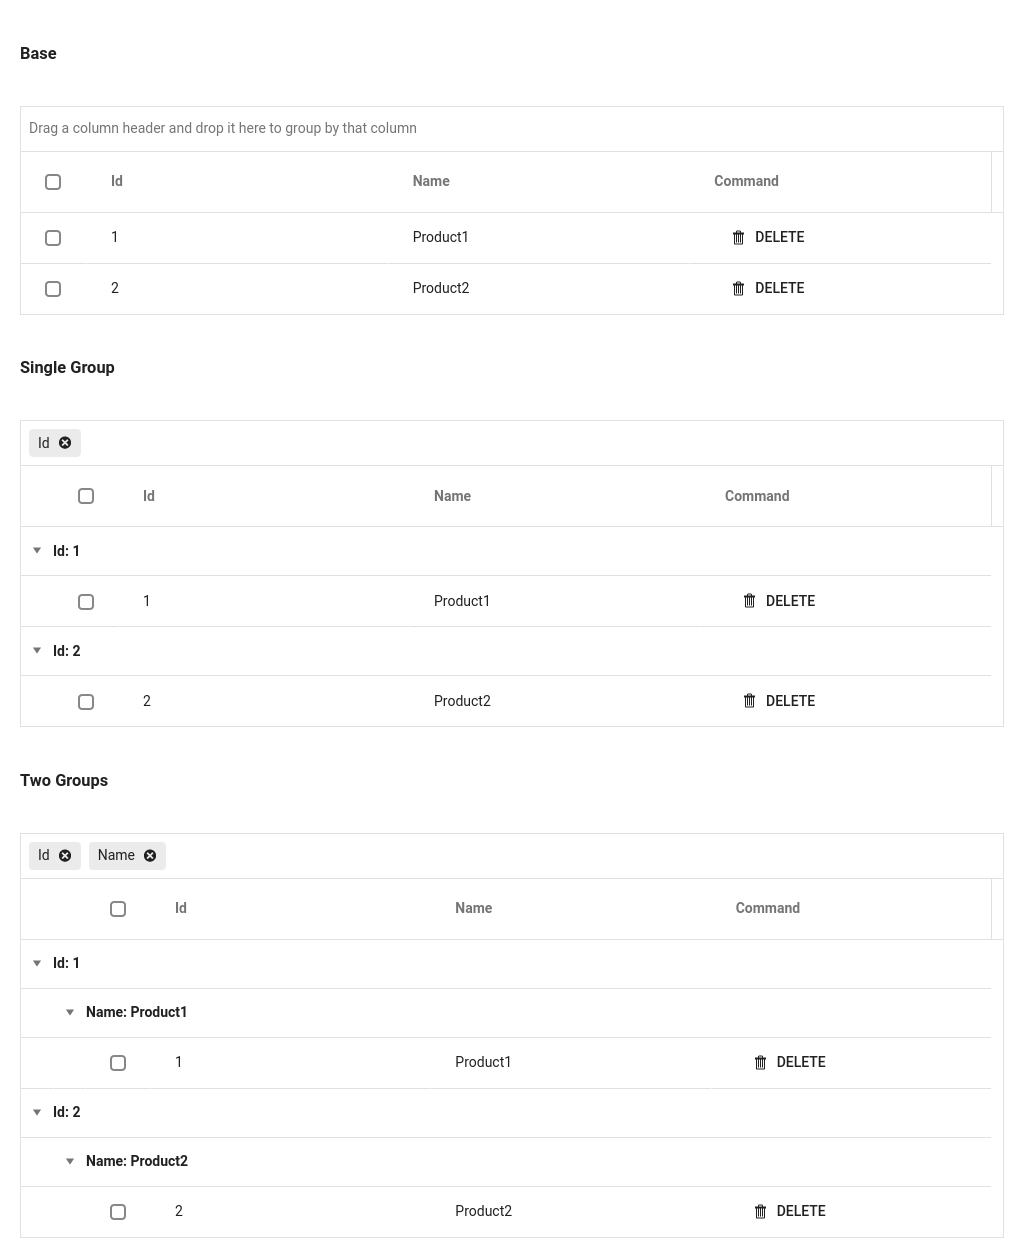 Base
Drag a column header and drop it here to group by that column
Id Name Command
1 Product1 DELETE
2 Product2 DELETE
Single Group
Id
Id Name Command
Id: 1
1 Product1 DELETE
Id: 2
2 Product2 DELETE
Two Groups
Id Name
Id Name Command
Id: 1
Name: Product1
1 Product1 DELETE
Id: 2
Name: Product2
2 Product2 DELETE